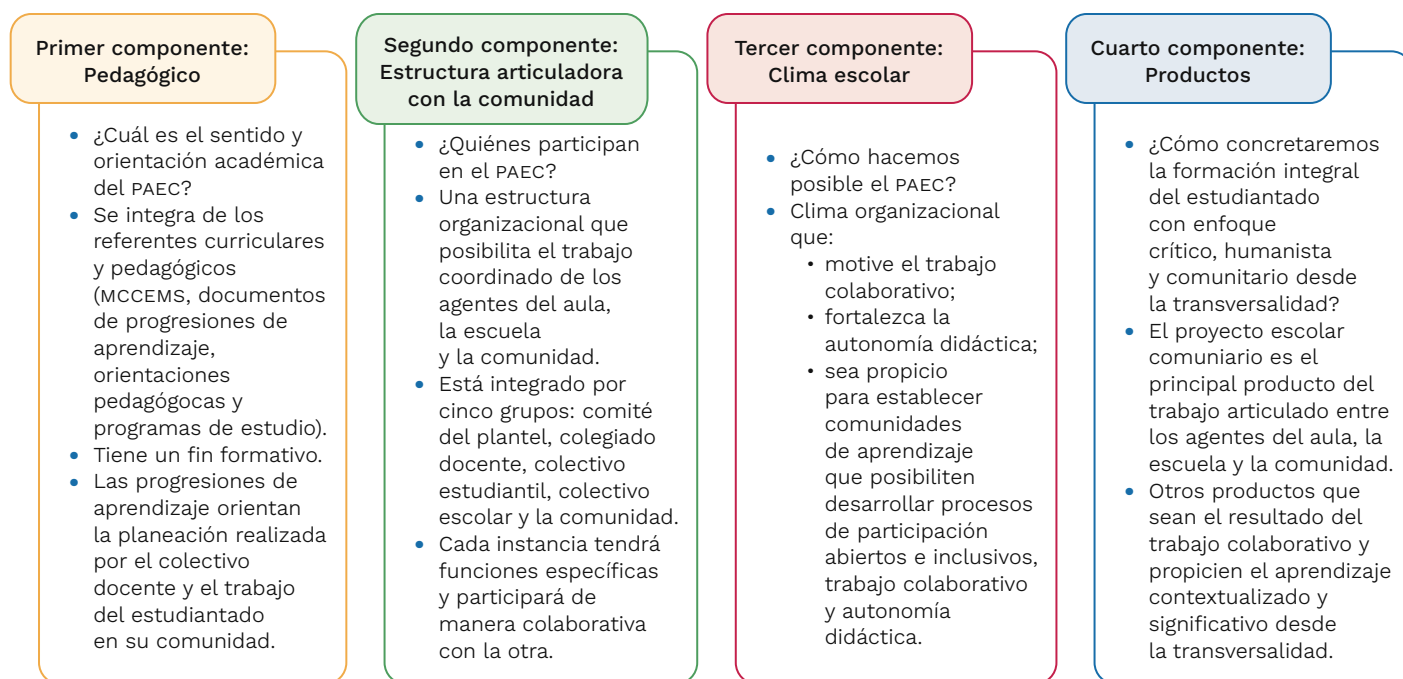 Primer componente:
Pedagógico
• ¿Cuál es el sentido y
orientación académica
del PAEC?
• Se integra de los
referentes curriculares
y pedagógicos
(MCCEMS, documentos
de progresiones de
aprendizaje,
orientaciones
pedagógocas y
programas de estudio).
• Tiene un fin formativo.
• Las progresiones de
aprendizaje orientan
la planeación realizada
por el colectivo
docente y el trabajo
del estudiantado
en su comunidad.
Segundo componente:
Estructura articuladora
con la comunidad
• ¿Quiénes participan
en el PAEC?
• Una estructura
organizacional que
posibilita el trabajo
coordinado de los
agentes del aula,
la escuela
y la comunidad.
• Está integrado por
cinco grupos: comité
del plantel, colegiado
docente, colectivo
estudiantil, colectivo
escolar y la comunidad.
• Cada instancia tendrá
funciones específicas
y participará de
manera colaborativa
con la otra.
Tercer componente:
Clima escolar
• ¿Cómo hacemos
posible el PAEC?
• Clima organizacional
que:
• motive el trabajo
colaborativo;
• fortalezca la
autonomía didáctica;
• sea propicio
para establecer
comunidades
de aprendizaje
que posibiliten
desarrollar procesos
de participación
abiertos e inclusivos,
trabajo colaborativo
y autonomía
didáctica.
Cuarto componente:
Productos
• ¿Cómo concretaremos
la formación integral
del estudiantado
con enfoque
crítico, humanista
y comunitario desde
la transversalidad?
• El proyecto escolar
comuniario es el
principal producto del
trabajo articulado entre
los agentes del aula, la
escuela y la comunidad.
• Otros productos que
sean el resultado del
trabajo colaborativo y
propicien el aprendizaje
contextualizado y
significativo desde
la transversalidad.